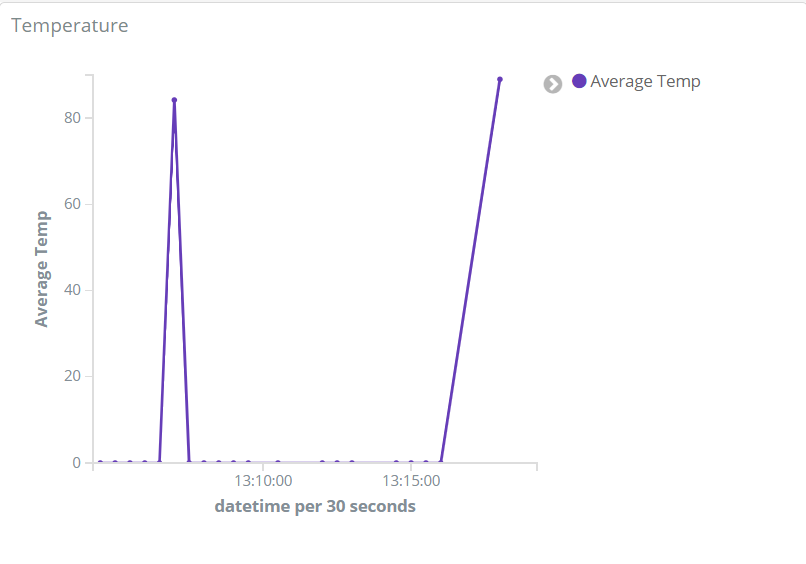 Temperature
Average Temp
80
60
40
20
0
Average Temp
13:10:00
13:15:00
datetime per 30 seconds